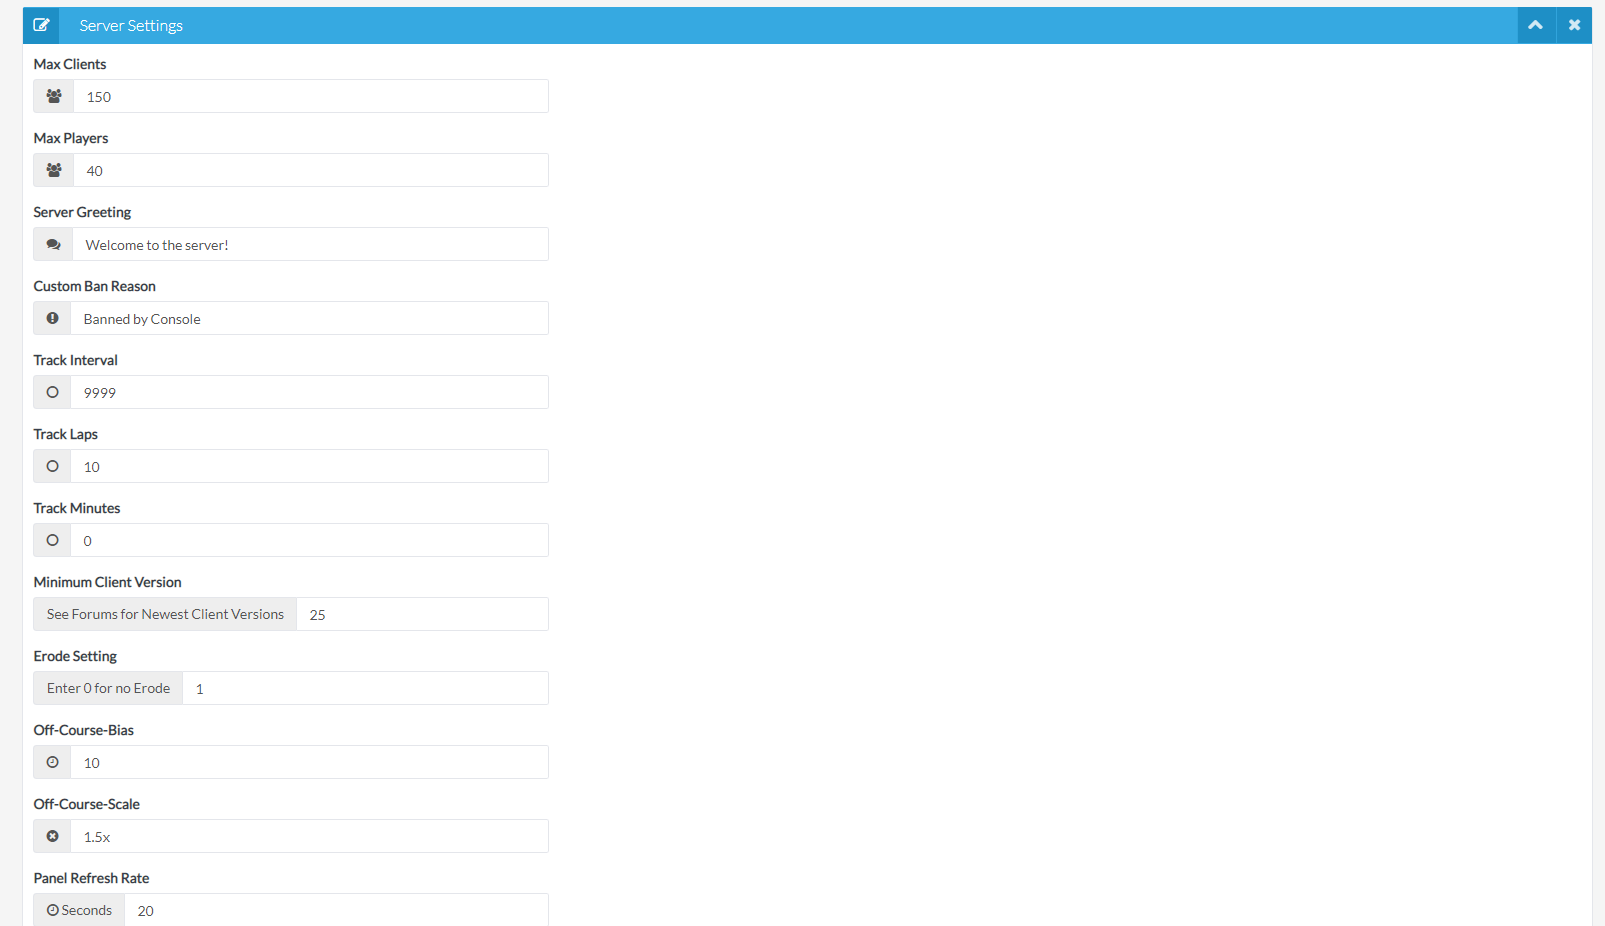 Server Settings
Max Clients
150
Max Players
40
Server Greeting
Welcome to the server!
Custom Ban Reason
Banned by Console
Track Interval
9999
Track Laps
10
Track Minutes
0
Minimum Client Version
See Forums for Newest Client Versions 25
Erode Setting
Enter 0 for no Erode 1
Off-Course-Bias
10
Off-Course-Scale
1.5x
Panel Refresh Rate
Seconds 20